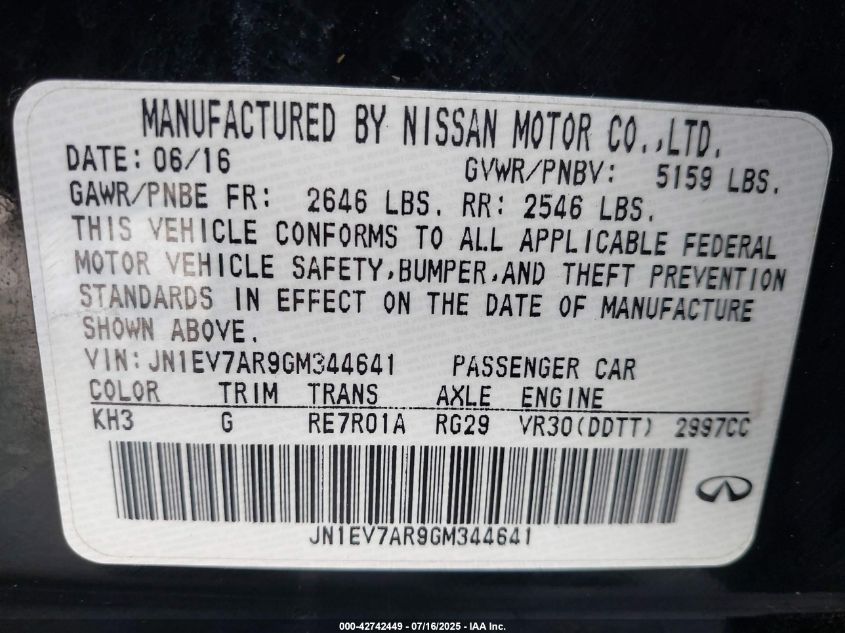 MANUFACTURED BY NISSAN MOTOR CO.,LTD.
DATE: 06/16 GVWR/PNBV: 5159 LBS.
GAWR/PNBE FR: 2646 LBS. RR: 2546 LBS.
THIS VEHICLE CONFORMS TO ALL APPLICABLE FEDERAL
MOTOR VEHICLE SAFETY,BUMPER,AND THEFT PREVENTION
STANDARDS IN EFFECT ON THE DATE OF MANUFACTURE
SHOWN ABOVE.
VIN: JN1EV7AR9GM344641 PASSENGER CAR
COLOR TRIM TRANS AXLE ENGINE
KH3 G RE7R01A RG29 VR30(DDTT) 2997CC
JN1EV7AR9GM344641
000-42742449 - 07/16/2025 - IAA Inc.